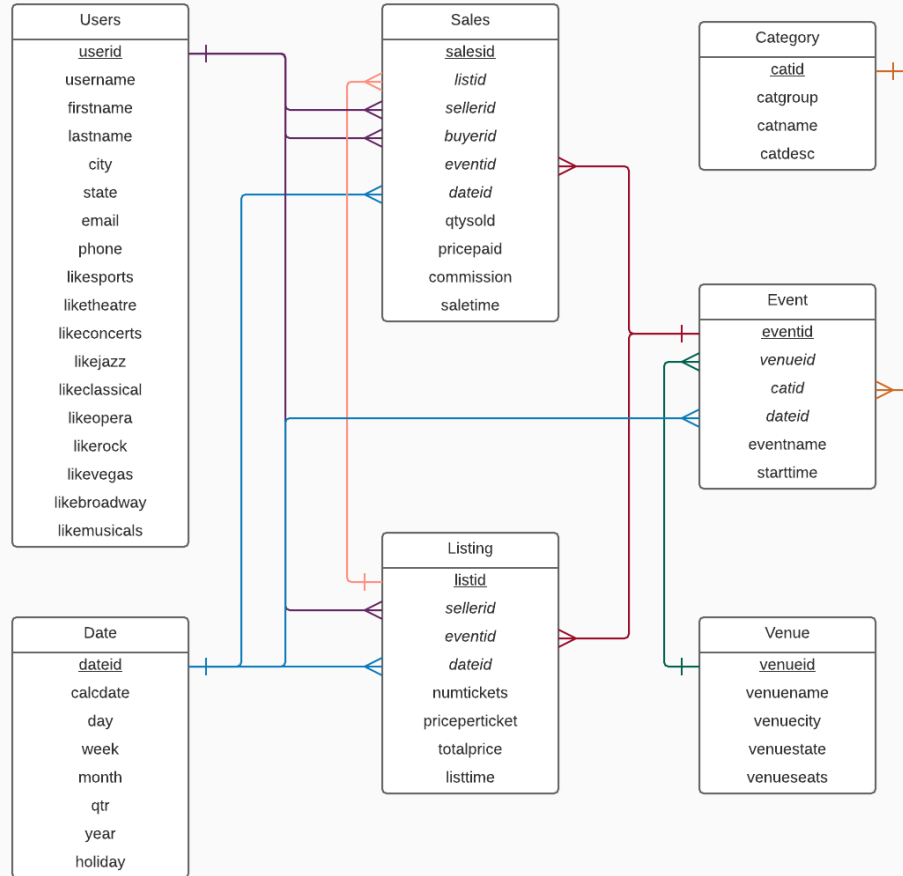 Users
userid
username
firstname
lastname
city
state
email
phone
likesports
liketheatre
likeconcerts
likejazz
likeclassical
likeopera
likerock
likevegas
likebroadway
likemusicals
Sales
salesid
listid
sellerid
buyerid
eventid
dateid
qtysold
pricepaid
commission
saletime
Category
catid
catgroup
catname
catdesc
Event
eventid
venueid
catid
dateid
eventname
starttime
Date
dateid
calcdate
day
week
month
qtr
year
holiday
Listing
listid
sellerid
eventid
dateid
numtickets
priceperticket
totalprice
listtime
Venue
venueid
venuename
venuecity
venuestate
venueseats